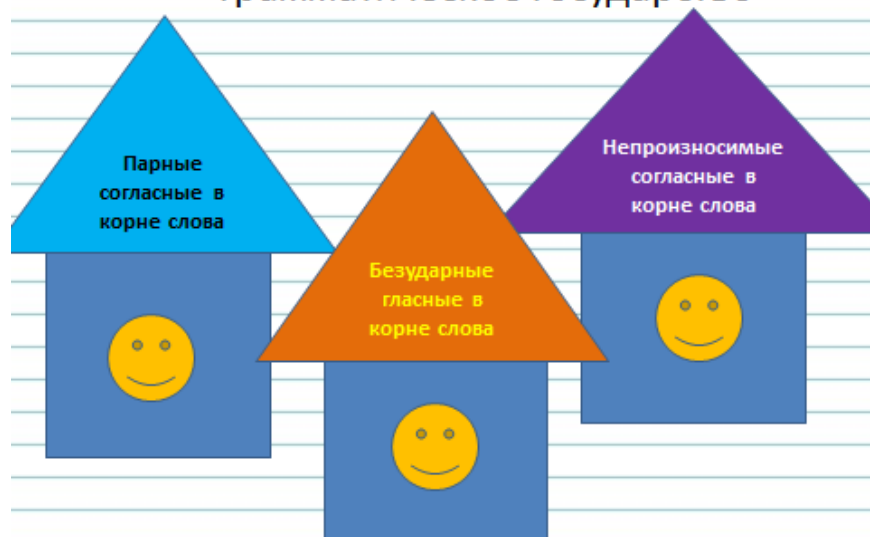 Парные
согласные в
корне слова
Безударные
гласные в
корне слова
Непроизносимые
согласные в
корне слова